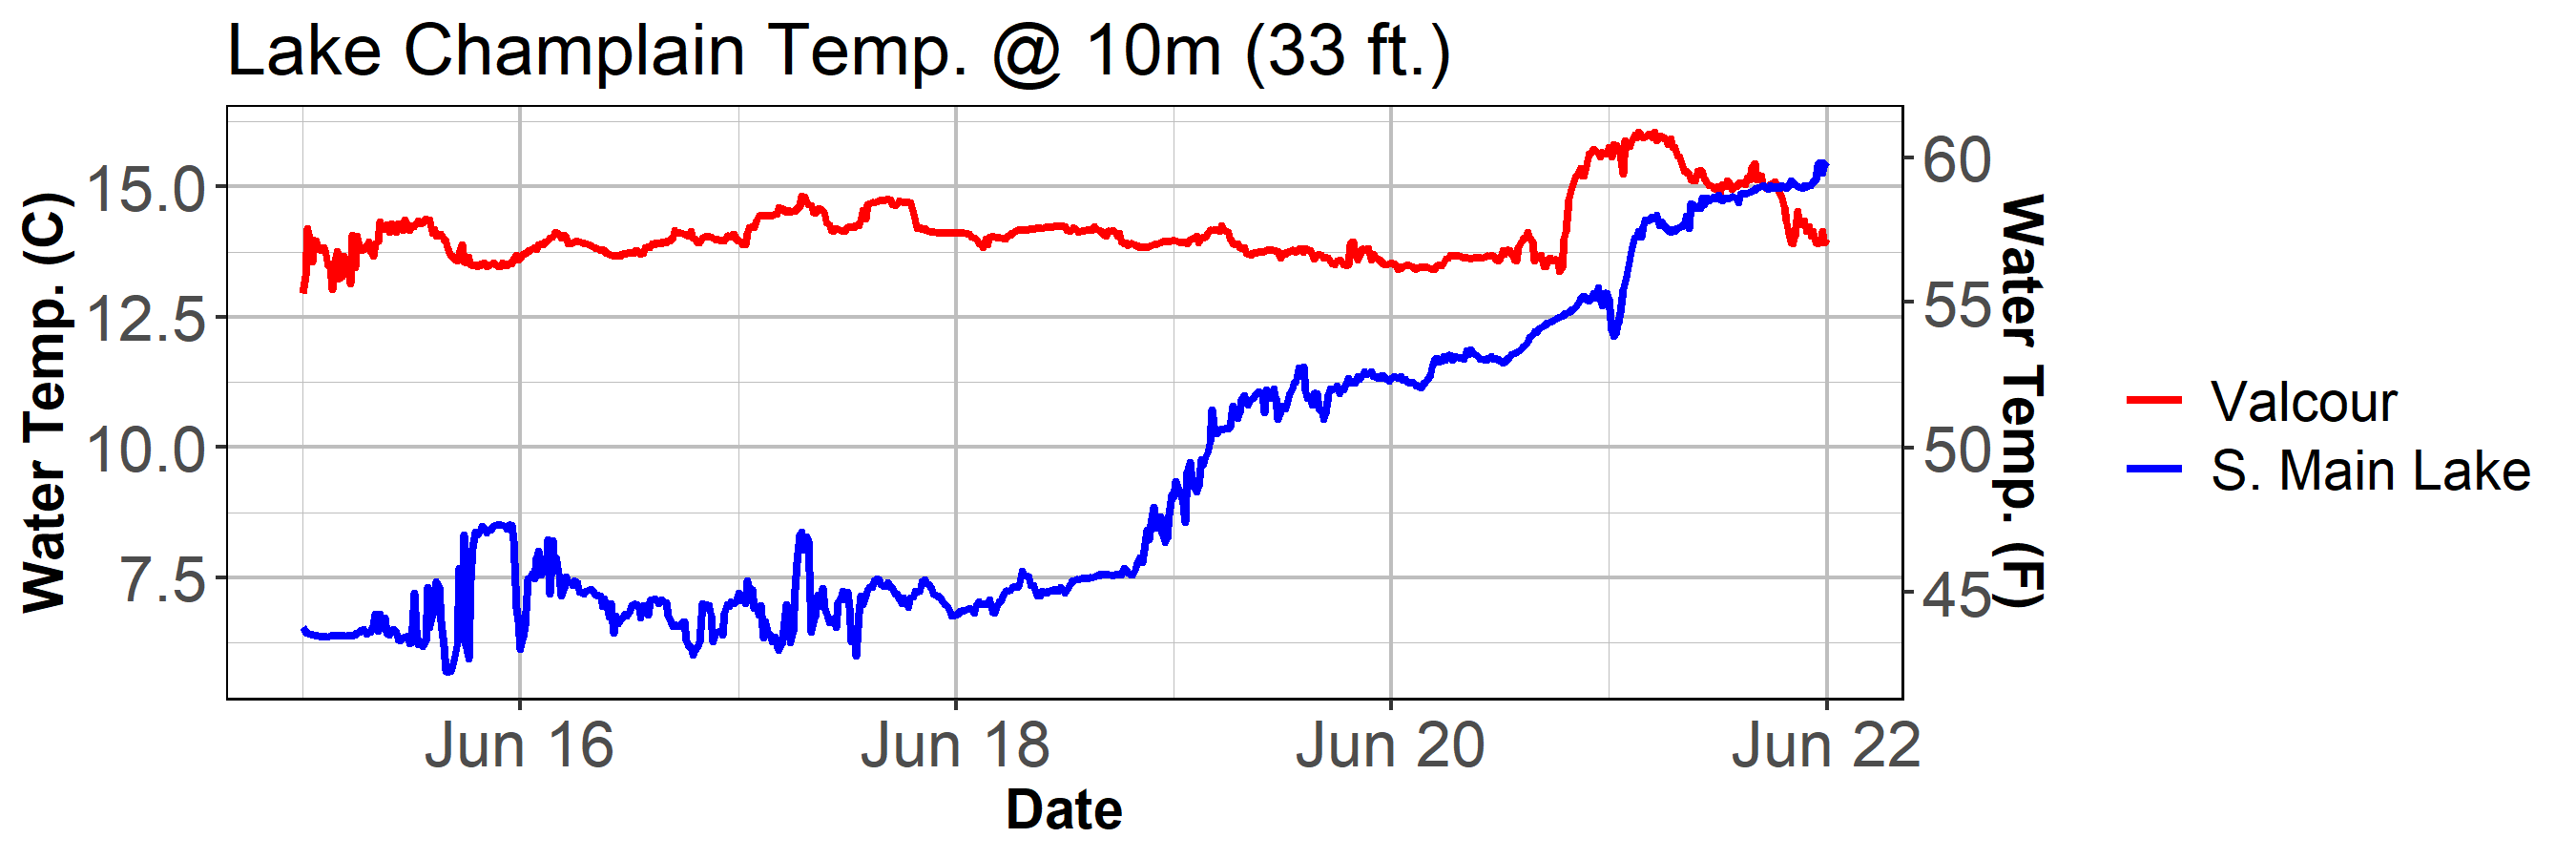 Lake Champlain Temp. @ 10m (33 ft.)
Water Temp. (C)
15.0
12.5
10.0
7.5
60
55
50
45
Water Temp. (F)
Jun 16
Jun 18
Jun 20
Jun 22
Date
Valcour
S. Main Lake